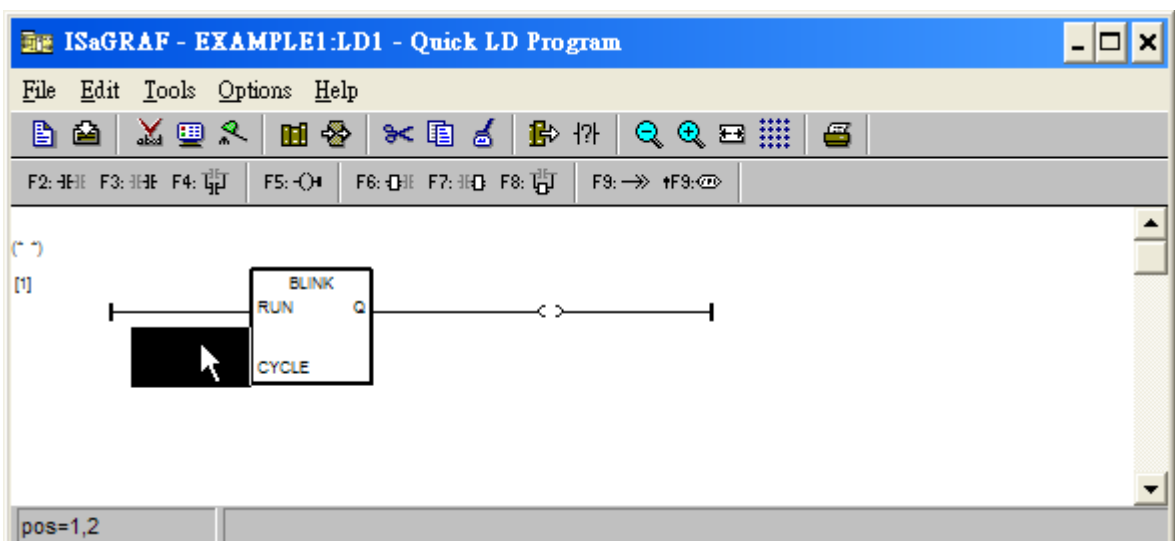 ISaGRAF - EXAMPLE1:LD1 - Quick LD Program
File Edit Tools Options Help
F2: F3: F4: F5: F6: F7: F8: F9: F9:
(* *)
[1]
BLINK
RUN Q
CYCLE
pos=1,2